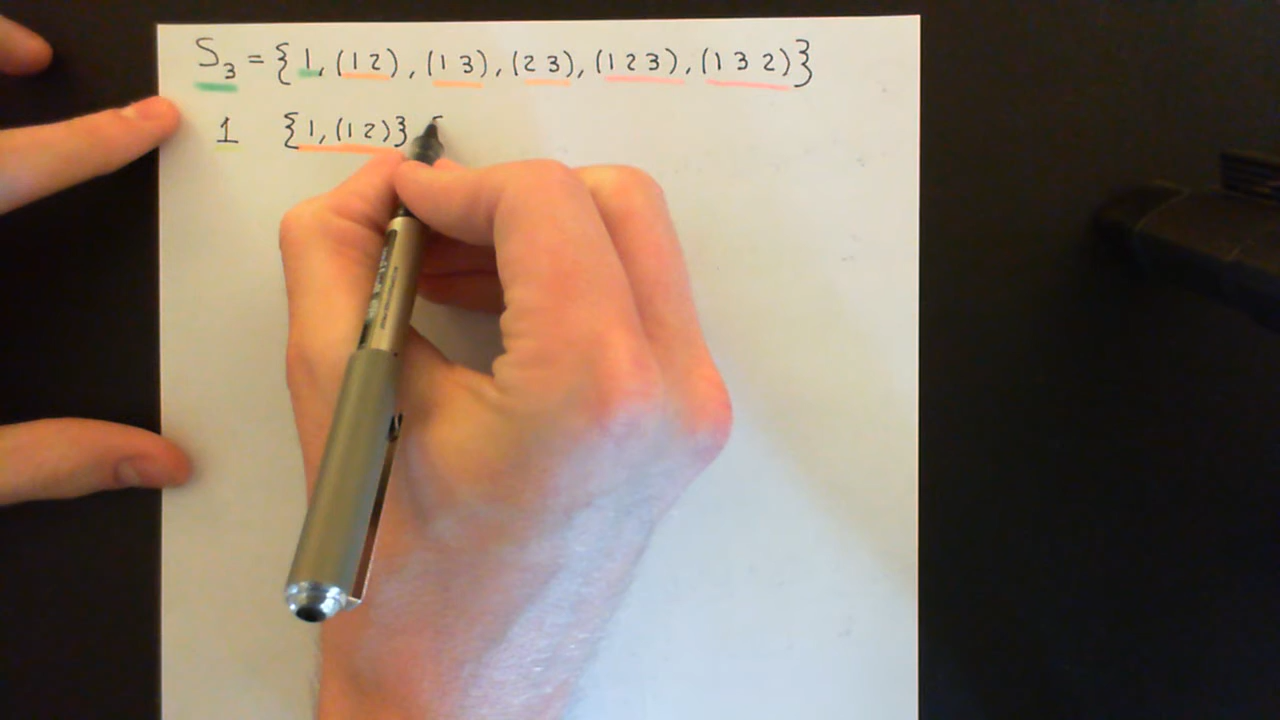 S₃ = { 1, (1 2), (1 3), (2 3), (1 2 3), (1 3 2) }
1 {1, (1 2)}